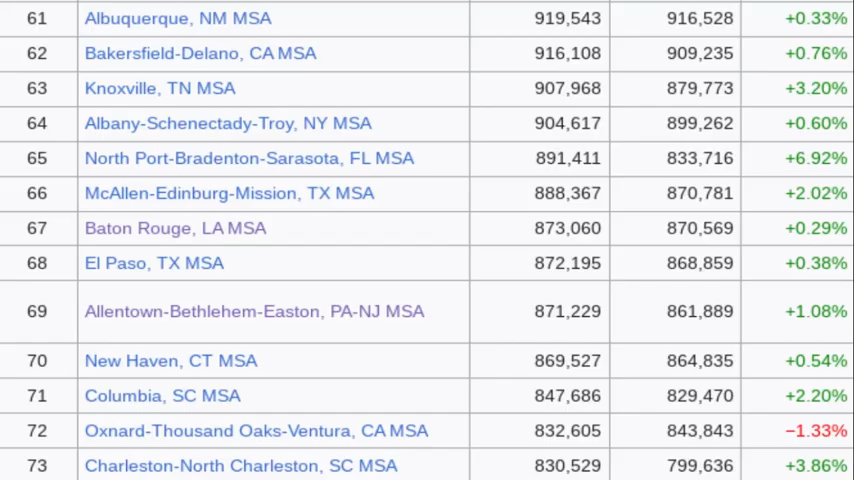 61 Albuquerque, NM MSA 919,543 916,528 +0.33%
62 Bakersfield-Delano, CA MSA 916,108 909,235 +0.76%
63 Knoxville, TN MSA 907,968 879,773 +3.20%
64 Albany-Schenectady-Troy, NY MSA 904,617 899,262 +0.60%
65 North Port-Bradenton-Sarasota, FL MSA 891,411 833,716 +6.92%
66 McAllen-Edinburg-Mission, TX MSA 888,367 870,781 +2.02%
67 Baton Rouge, LA MSA 873,060 870,569 +0.29%
68 El Paso, TX MSA 872,195 868,859 +0.38%
69 Allentown-Bethlehem-Easton, PA-NJ MSA 871,229 861,889 +1.08%
70 New Haven, CT MSA 869,527 864,835 +0.54%
71 Columbia, SC MSA 847,686 829,470 +2.20%
72 Oxnard-Thousand Oaks-Ventura, CA MSA 832,605 843,843 −1.33%
73 Charleston-North Charleston, SC MSA 830,529 799,636 +3.86%